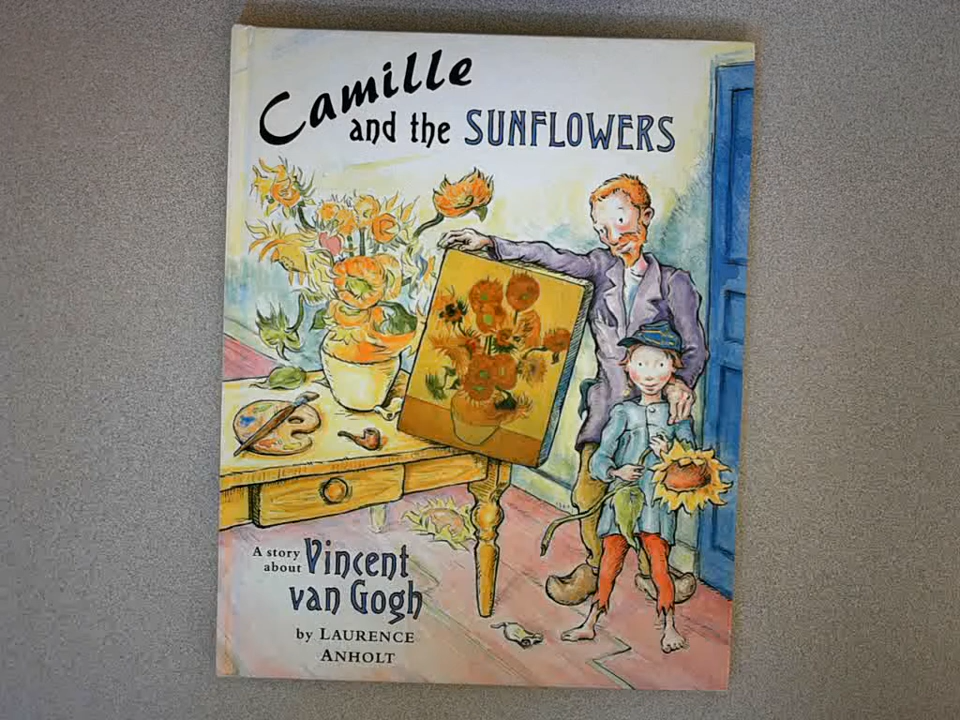 Camille
and the SUNFLOWERS
A story
about Vincent
van Gogh
by LAURENCE
ANHOLT